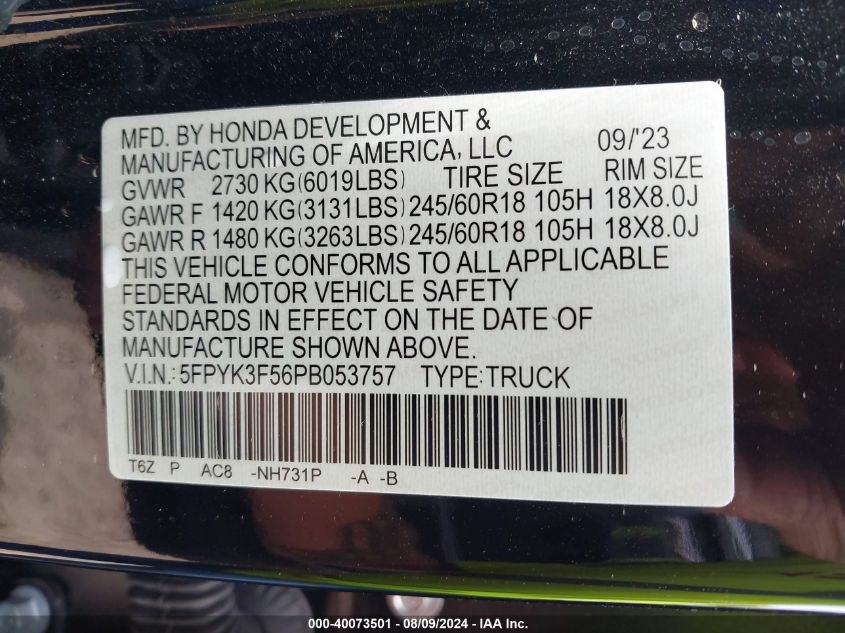 MFD. BY HONDA DEVELOPMENT &
MANUFACTURING OF AMERICA, LLC 09/'23
GVWR 2730 KG(6019LBS) TIRE SIZE RIM SIZE
GAWR F 1420 KG(3131LBS) 245/60R18 105H 18X8.0J
GAWR R 1480 KG(3263LBS) 245/60R18 105H 18X8.0J
THIS VEHICLE CONFORMS TO ALL APPLICABLE
FEDERAL MOTOR VEHICLE SAFETY
STANDARDS IN EFFECT ON THE DATE OF
MANUFACTURE SHOWN ABOVE.
V.I.N.: 5FPYK3F56PB053757 TYPE: TRUCK
T6Z P AC8 -NH731P -A -B
000-40073501 - 08/09/2024 - IAA Inc.